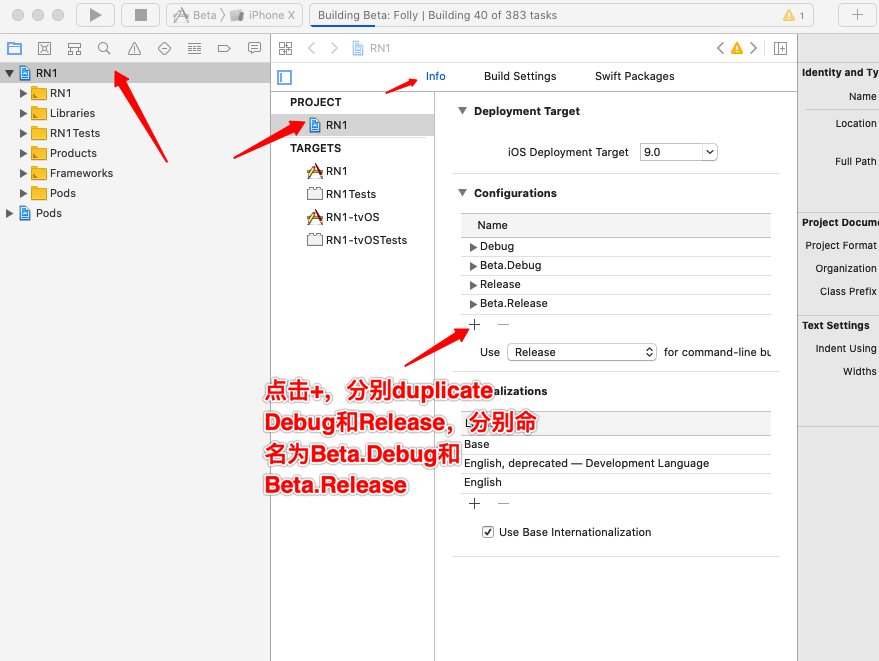 Beta
iPhone X
Building Beta: Folly | Building 40 of 383 tasks
1
RN1
RN1
RN1
Libraries
RN1Tests
Products
Frameworks
Pods
Pods
Info
Build Settings
Swift Packages
PROJECT
RN1
TARGETS
RN1
RN1Tests
RN1-tvOS
RN1-tvOSTests
Deployment Target
iOS Deployment Target 9.0
Configurations
Name
Debug
Beta.Debug
Release
Beta.Release
Use Release for command-line bu
点击+，分别duplicate
Debug和Release，分别命
名为Beta.Debug和
Beta.Release
alizations
Base
English, deprecated — Development Language
English
Use Base Internationalization
Identity and Ty
Name
Location
Full Path
Project Docume
Project Format
Organization
Class Prefix
Text Settings
Indent Using
Widths